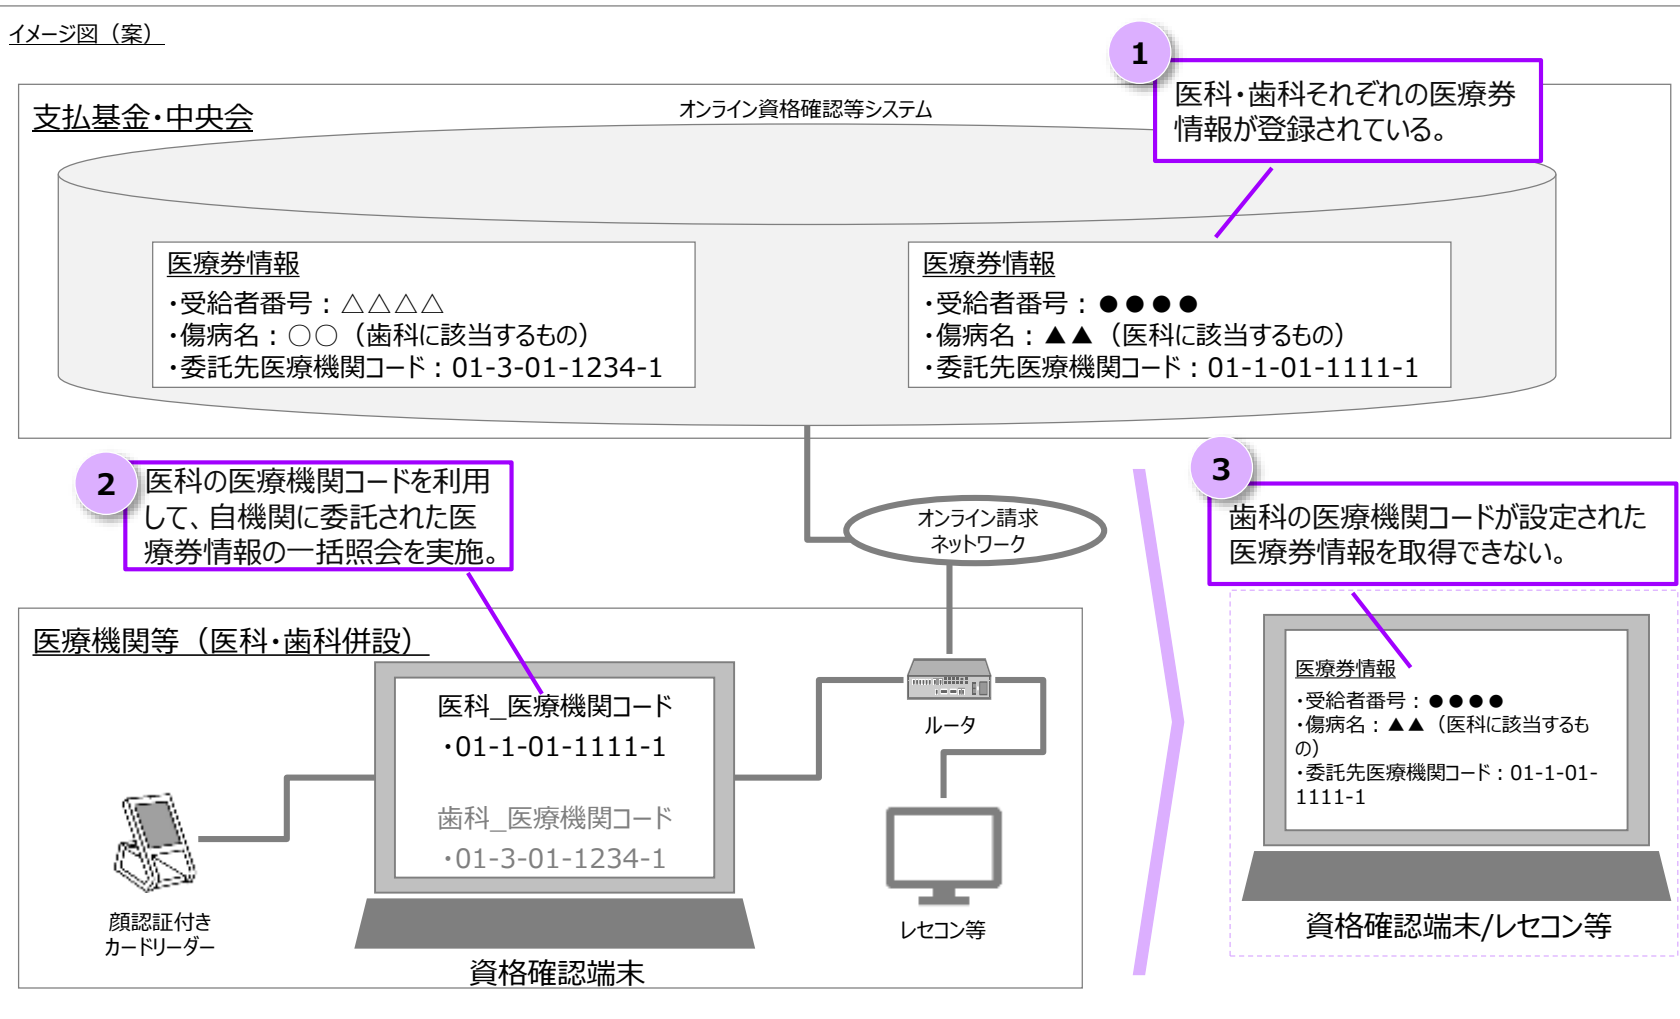 イメージ図（案）
1
医科・歯科それぞれの医療券
情報が登録されている。
支払基金・中央会
オンライン資格確認等システム
医療券情報
・受給者番号：△△△△
・傷病名：○○（歯科に該当するもの）
・委託先医療機関コード：01-3-01-1234-1
医療券情報
・受給者番号：●●●●
・傷病名：▲▲（医科に該当するもの）
・委託先医療機関コード：01-1-01-1111-1
2
医科の医療機関コードを利用
して、自機関に委託された医
療券情報の一括照会を実施。
オンライン請求
ネットワーク
3
歯科の医療機関コードが設定された
医療券情報を取得できない。
医療機関等（医科・歯科併設）
医科_医療機関コード
・01-1-01-1111-1
歯科_医療機関コード
・01-3-01-1234-1
ルータ
顔認証付き
カードリーダー
レセコン等
資格確認端末
医療券情報
・受給者番号：●●●●
・傷病名：▲▲（医科に該当するも
の）
・委託先医療機関コード：01-1-01-
1111-1
資格確認端末/レセコン等